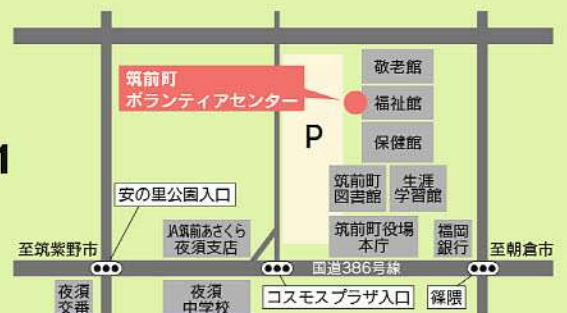 筑前町
ボランティアセンター
敬老館
福祉館
保健館
P
1
筑前町
図書館
生涯
学習館
安の里公園入口
JA筑前あさくら
夜須支店
筑前町役場
本庁
福岡
銀行
至筑紫野市
国道386号線
至朝倉市
夜須
交番
夜須
中学校
コスモスプラザ入口
篠隈